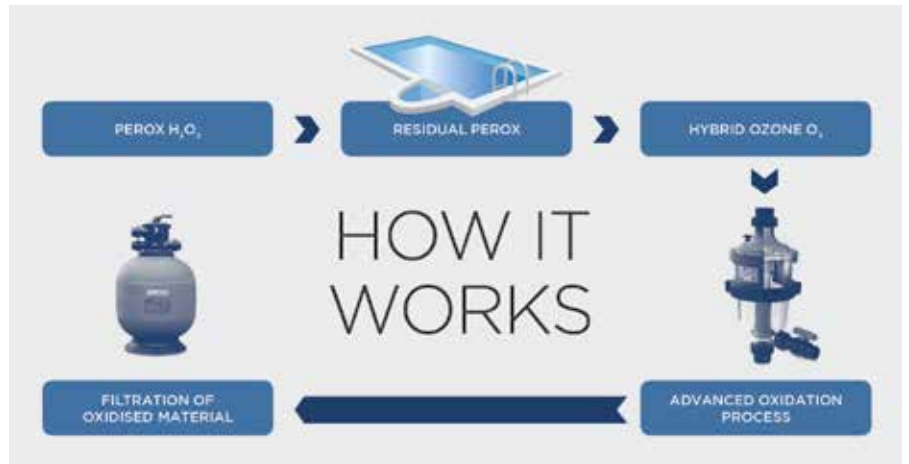 PEROX H₂O₂
RESIDUAL PEROX
HYBRID OZONE O₃
HOW IT
WORKS
FILTRATION OF
OXIDISED MATERIAL
ADVANCED OXIDATION
PROCESS